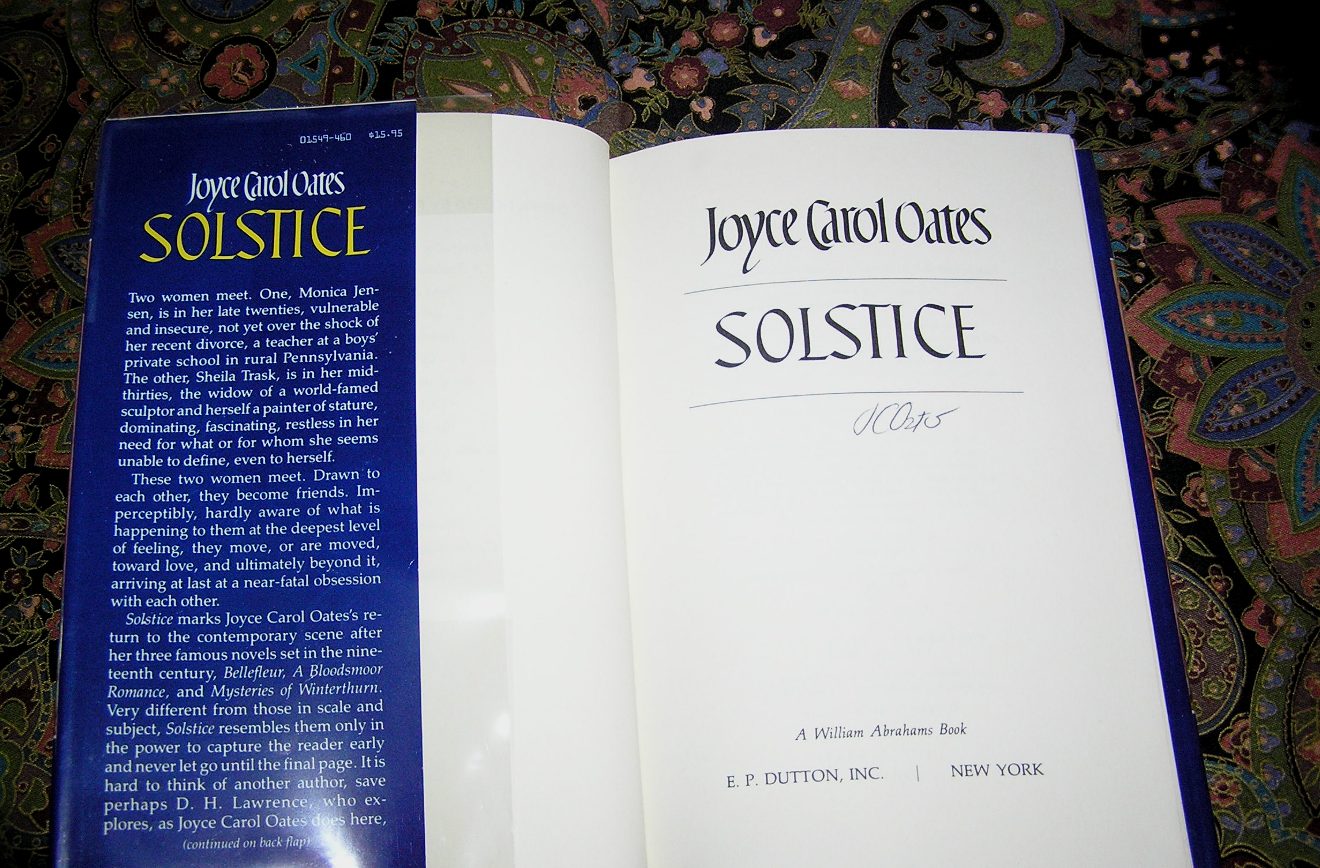 01549-460 $15.95
Joyce Carol Oates
SOLSTICE
Two women meet. One, Monica Jen-
sen, is in her late twenties, vulnerable
and insecure, not yet over the shock of
her recent divorce, a teacher at a boys'
private school in rural Pennsylvania.
The other, Sheila Trask, is in her mid-
thirties, the widow of a world-famed
sculptor and herself a painter of stature,
dominating, fascinating, restless in her
need for what or for whom she seems
unable to define, even to herself.
These two women meet. Drawn to
each other, they become friends. Im-
perceptibly, hardly aware of what is
happening to them at the deepest level
of feeling, they move, or are moved,
toward love, and ultimately beyond it,
arriving at last at a near-fatal obsession
with each other.
Solstice marks Joyce Carol Oates's re-
turn to the contemporary scene after
her three famous novels set in the nine-
teenth century, Bellefleur, A Bloodsmoor
Romance, and Mysteries of Winterthurn.
Very different from those in scale and
subject, Solstice resembles them only in
the power to capture the reader early
and never let go until the final page. It is
hard to think of another author, save
perhaps D. H. Lawrence, who ex-
plores, as Joyce Carol Oates does here,
(continued on back flap)
Joyce Carol Oates
SOLSTICE
JCOates
A William Abrahams Book
E. P. DUTTON, INC. | NEW YORK